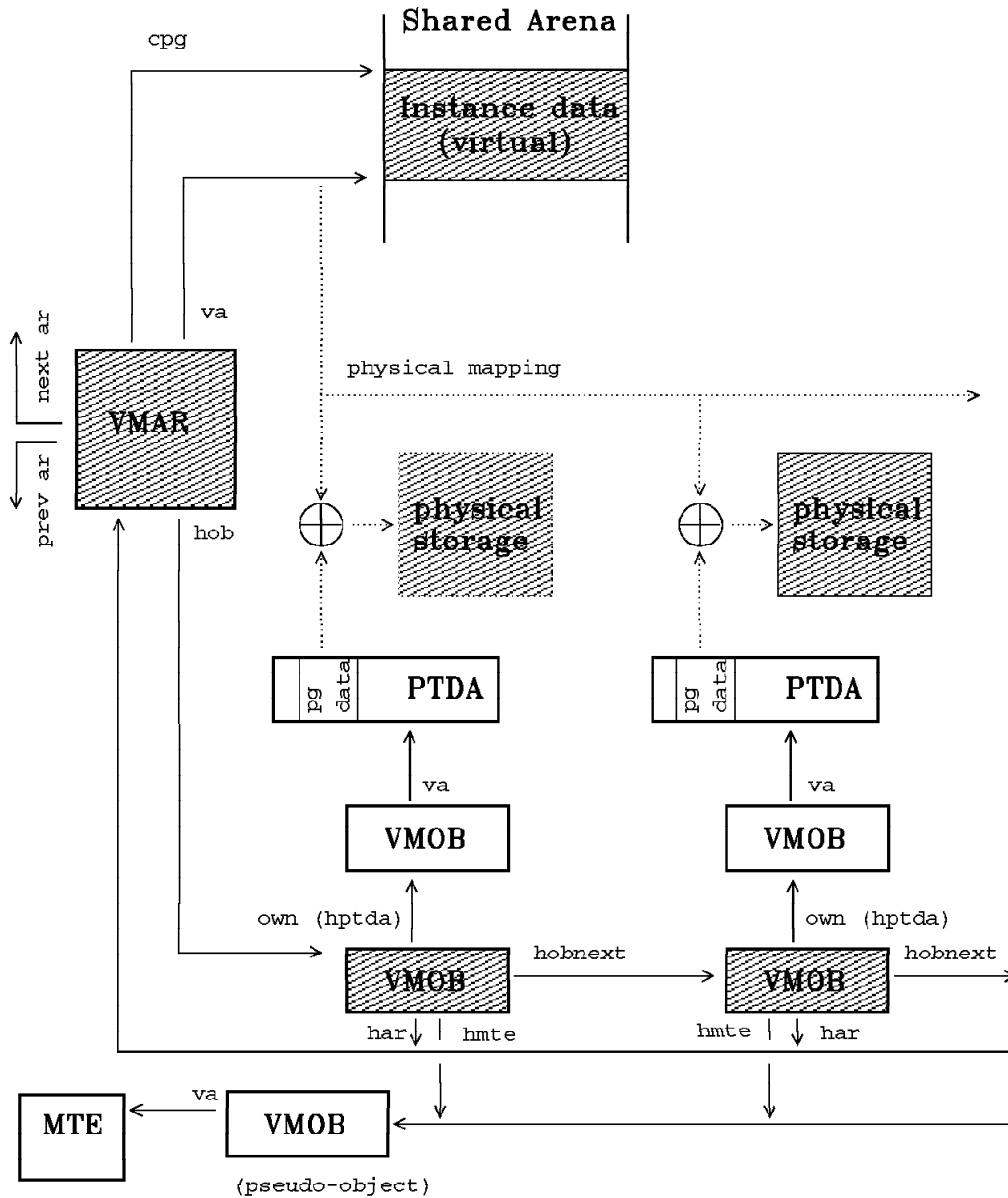 Shared Arena
cpg
Instance data
(virtual)
va
next ar
physical mapping
VMAR
prev ar
hob
physical
storage
physical
storage
pg
data
PTDA
pg
data
PTDA
va
va
VMOB
VMOB
own (hptda)
own (hptda)
hobnext
hobnext
VMOB
VMOB
har
hmte
hmte
har
va
MTE
VMOB
(pseudo-object)